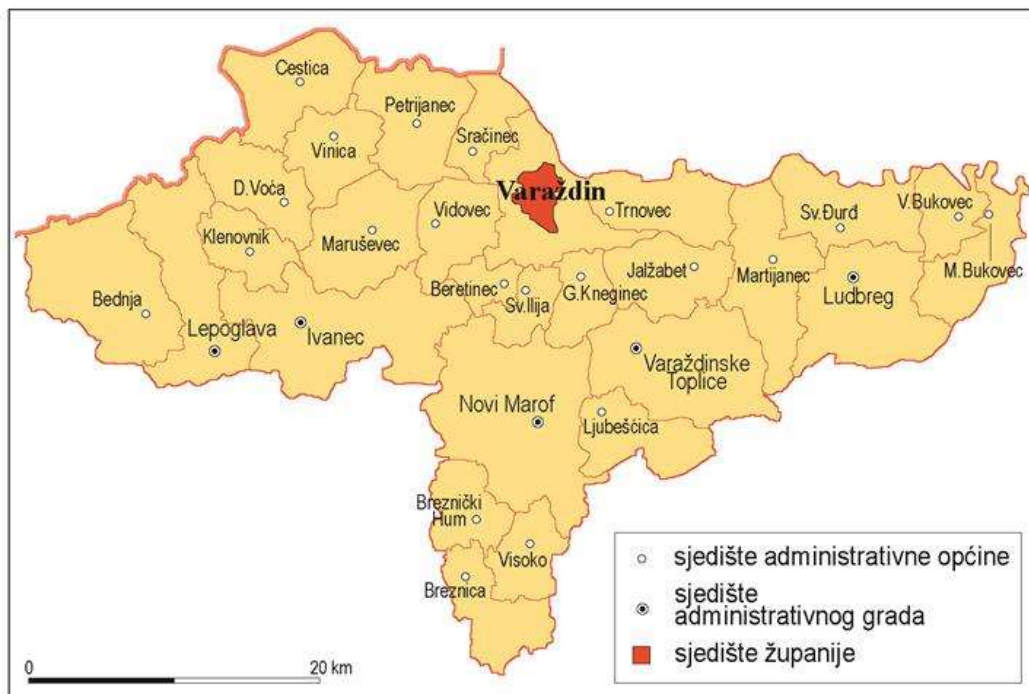 Cestica
Petrijanec
Sračinec
Vinica
Varaždin
D.Voća
Vidovec
Trnovec
Sv.Đurđ
V.Bukovec
Klenovnik
Maruševec
Jalžabet
Martijanec
M.Bukovec
Beretinec
Sv.Ilija
G.Kneginec
Ludbreg
Bednja
Lepoglava
Ivanec
Varaždinske
Toplice
Novi Marof
Ljubešćica
Breznički
Hum
Visoko
Breznica
sjedište administrativne općine
sjedište
administrativnog grada
sjedište županije
0 20 km